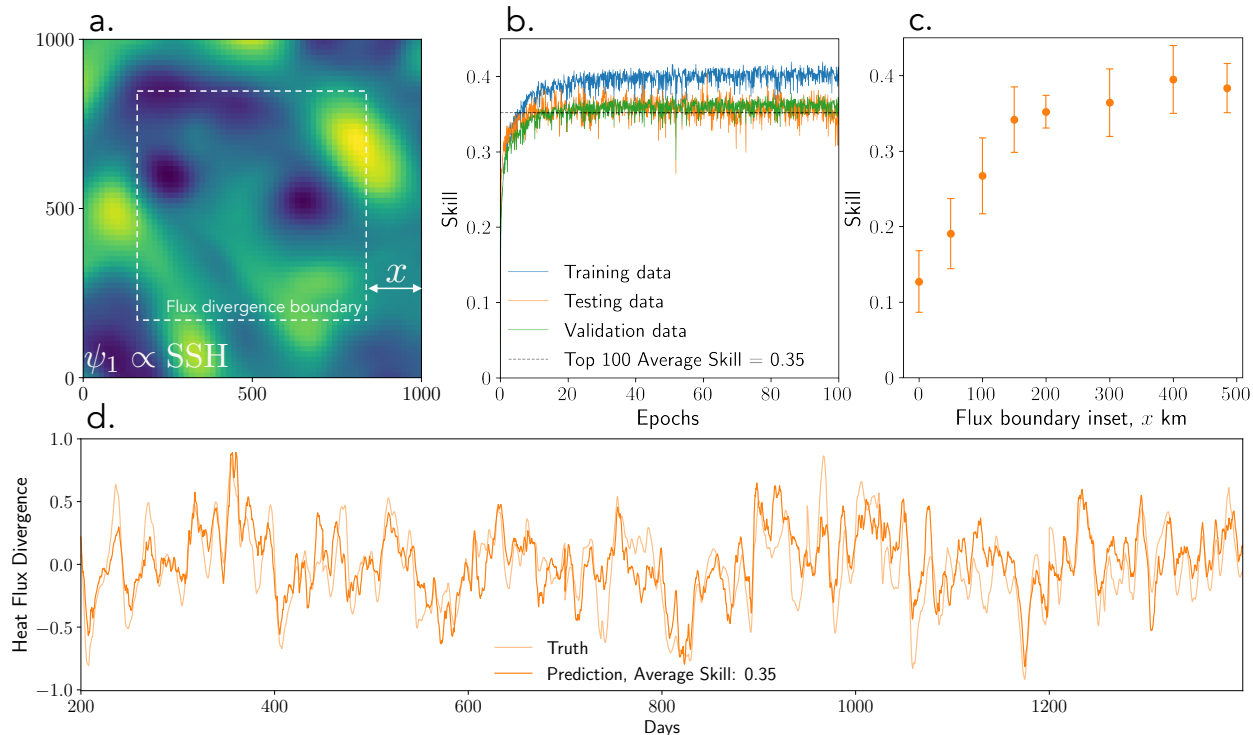 a.
1000
500
0
0
500
1000
x
Flux divergence boundary
ψ₁ ∝ SSH
b.
Skill
0.4
0.3
0.2
0.1
0
Training data
Testing data
Validation data
Top 100 Average Skill = 0.35
0 20 40 60 80 100
Epochs
c.
Skill
0.4
0.3
0.2
0.1
0
0 100 200 300 400 500
Flux boundary inset, x km
d.
Heat Flux Divergence
1.0
0.5
0.0
−0.5
−1.0
Truth
Prediction, Average Skill: 0.35
200 400 600 800 1000 1200
Days